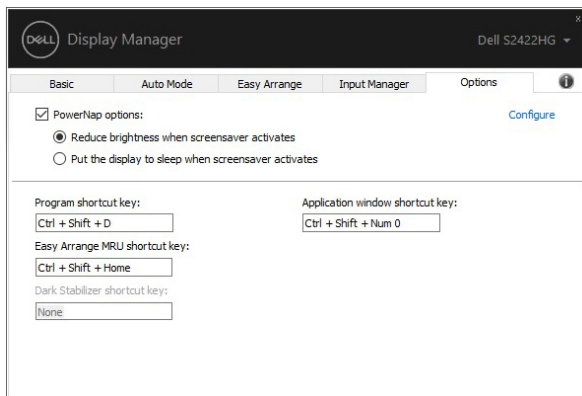 x
DELL Display Manager
Dell S2422HG
Basic Auto Mode Easy Arrange Input Manager Options i
PowerNap options: Configure
Reduce brightness when screensaver activates
Put the display to sleep when screensaver activates
Program shortcut key: Application window shortcut key:
Ctrl + Shift + D Ctrl + Shift + Num 0
Easy Arrange MRU shortcut key:
Ctrl + Shift + Home
Dark Stabilizer shortcut key:
None